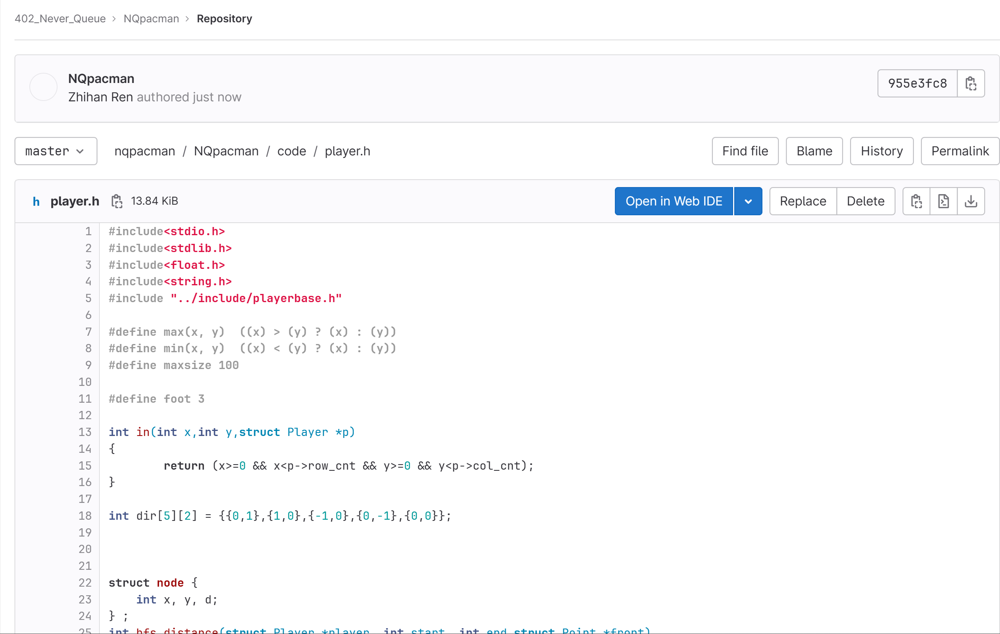 402_Never_Queue > NQpacman > Repository
NQpacman
Zhihan Ren authored just now
955e3fc8
master
nqpacman / NQpacman / code / player.h
Find file
Blame
History
Permalink
h player.h 13.84 KiB
Open in Web IDE
Replace
Delete
1 #include<stdio.h>
2 #include<stdlib.h>
3 #include<float.h>
4 #include<string.h>
5 #include "../include/playerbase.h"
6
7 #define max(x, y)  ((x) > (y) ? (x) : (y))
8 #define min(x, y)  ((x) < (y) ? (x) : (y))
9 #define maxsize 100
10
11 #define foot 3
12
13 int in(int x,int y,struct Player *p)
14 {
15         return (x>=0 && x<p->row_cnt && y>=0 && y<p->col_cnt);
16 }
17
18 int dir[5][2] = {{0,1},{1,0},{-1,0},{0,-1},{0,0}};
19
20
21
22 struct node {
23     int x, y, d;
24 } ;
25 int bfs_distance(struct Player *player, int start, int end,struct Point *front)